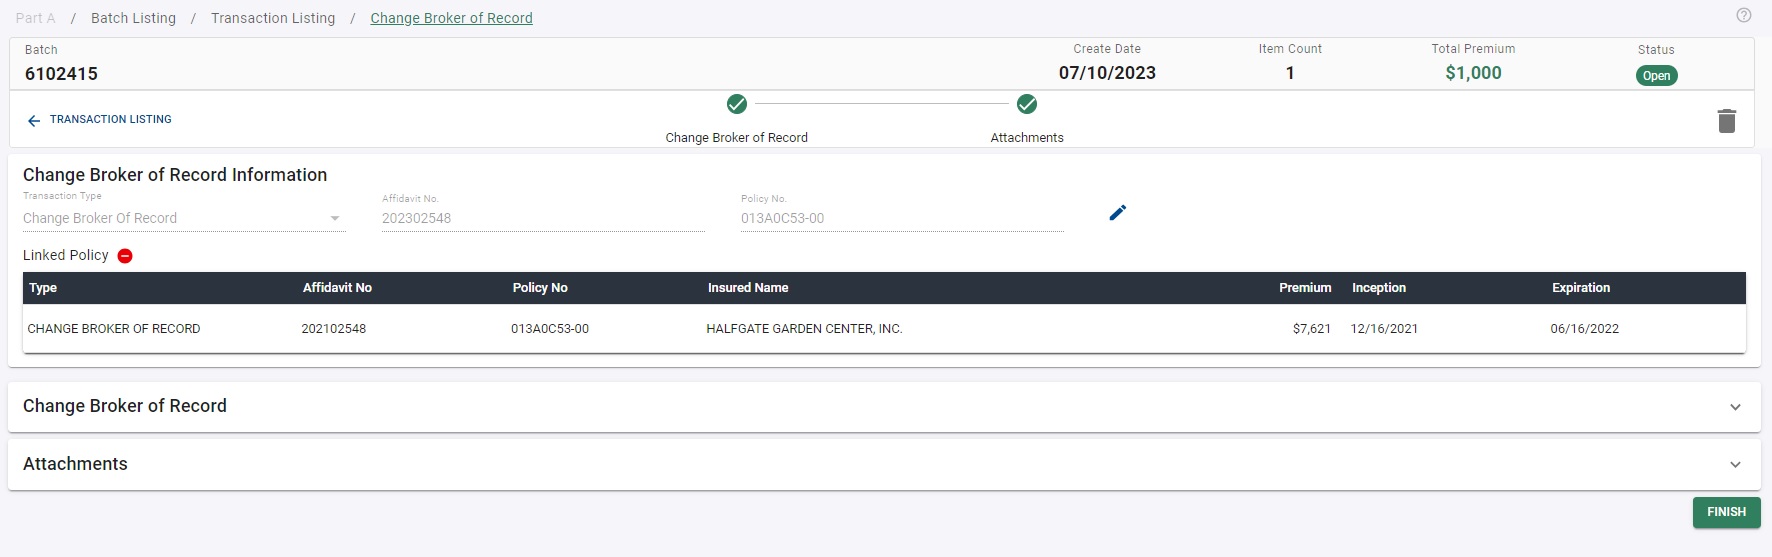 Part A / Batch Listing / Transaction Listing / Change Broker of Record
Batch Create Date Item Count Total Premium Status
6102415 07/10/2023 1 $1,000 Open
TRANSACTION LISTING
Change Broker of Record Attachments
Change Broker of Record Information
Transaction Type Affidavit No. Policy No.
Change Broker Of Record 202302548 013A0C53-00
Linked Policy
Type Affidavit No Policy No Insured Name Premium Inception Expiration
CHANGE BROKER OF RECORD 202102548 013A0C53-00 HALFGATE GARDEN CENTER, INC. $7,621 12/16/2021 06/16/2022
Change Broker of Record
Attachments
FINISH